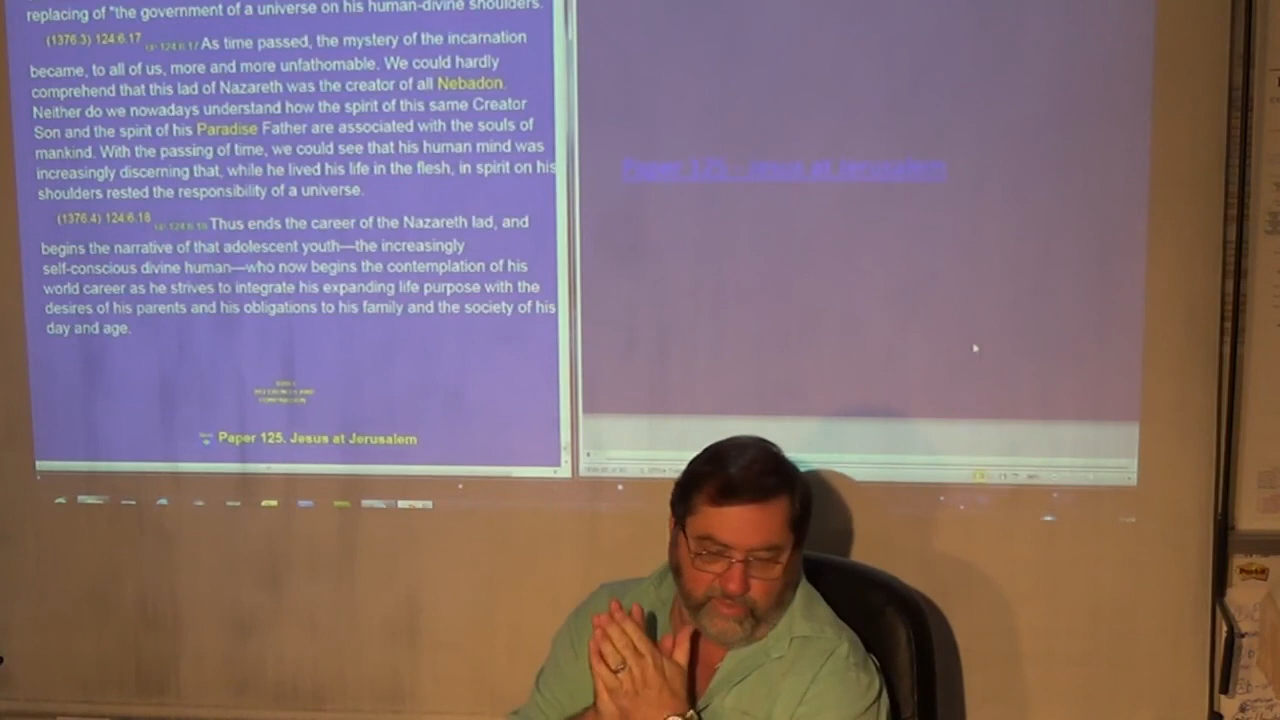 replacing of "the government of a universe on his human-divine shoulders.
(1376.3) 124:6.17 As time passed, the mystery of the incarnation
became, to all of us, more and more unfathomable. We could hardly
comprehend that this lad of Nazareth was the creator of all Nebadon.
Neither do we nowadays understand how the spirit of this same Creator
Son and the spirit of his Paradise Father are associated with the souls of
mankind. With the passing of time, we could see that his human mind was
increasingly discerning that, while he lived his life in the flesh, in spirit on his
shoulders rested the responsibility of a universe.
(1376.4) 124:6.18 Thus ends the career of the Nazareth lad, and
begins the narrative of that adolescent youth—the increasingly
self-conscious divine human—who now begins the contemplation of his
world career as he strives to integrate his expanding life purpose with the
desires of his parents and his obligations to his family and the society of his
day and age.
Paper 125. Jesus at Jerusalem
Paper 125 - Jesus at Jerusalem
Post-it